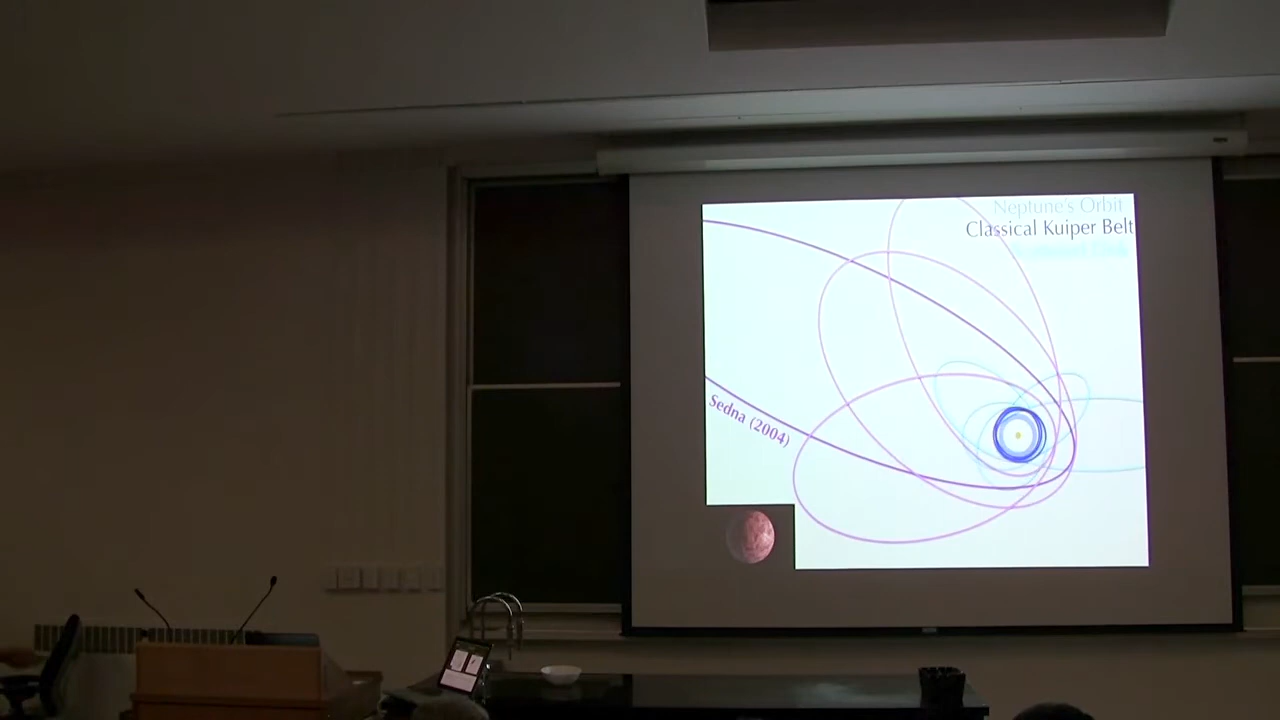 Neptune's Orbit
Classical Kuiper Belt
Sedna (2004)